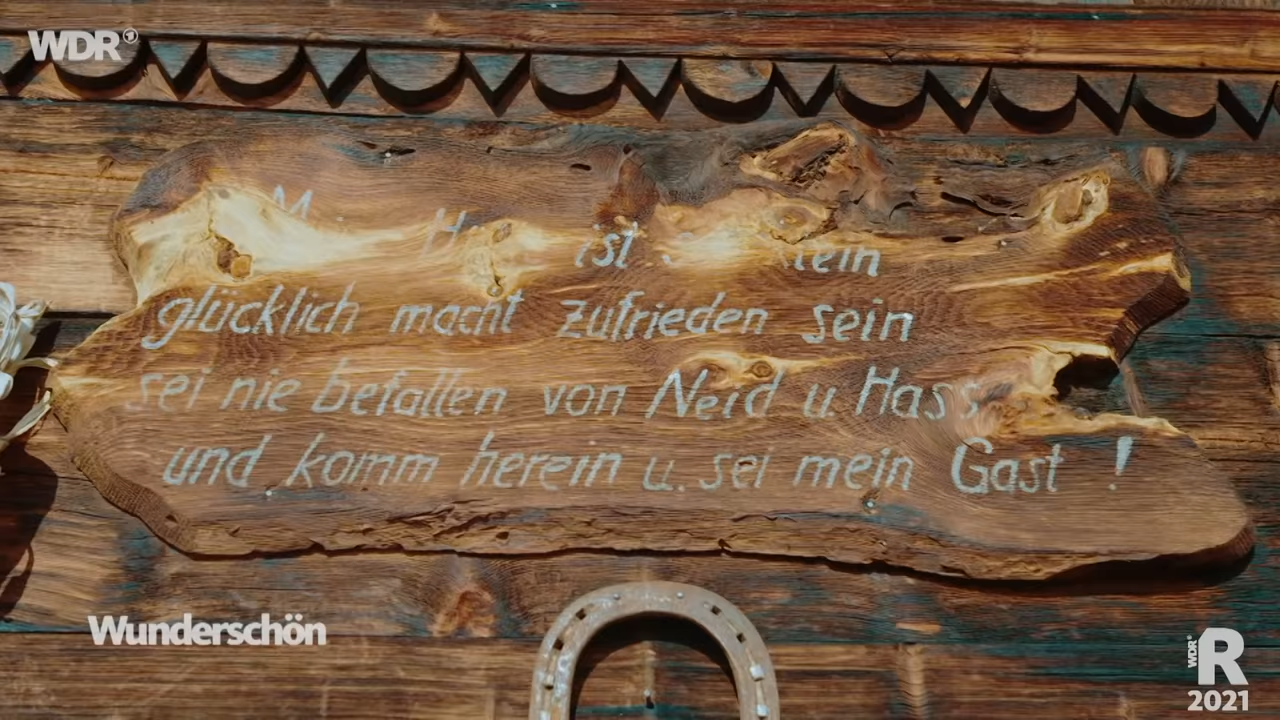 WDR
ist
glücklich macht zufrieden sein
sei nie befallen von Neid u. Hass
und komm herein u. sei mein Gast !
Wunderschön
WDR R
2021